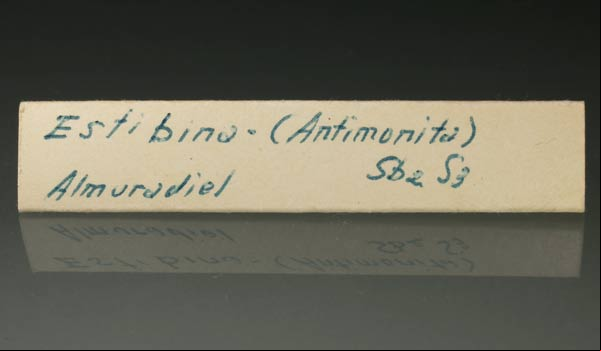 Estibina - (Antimonita)
Sb2 S3
Almuradiel